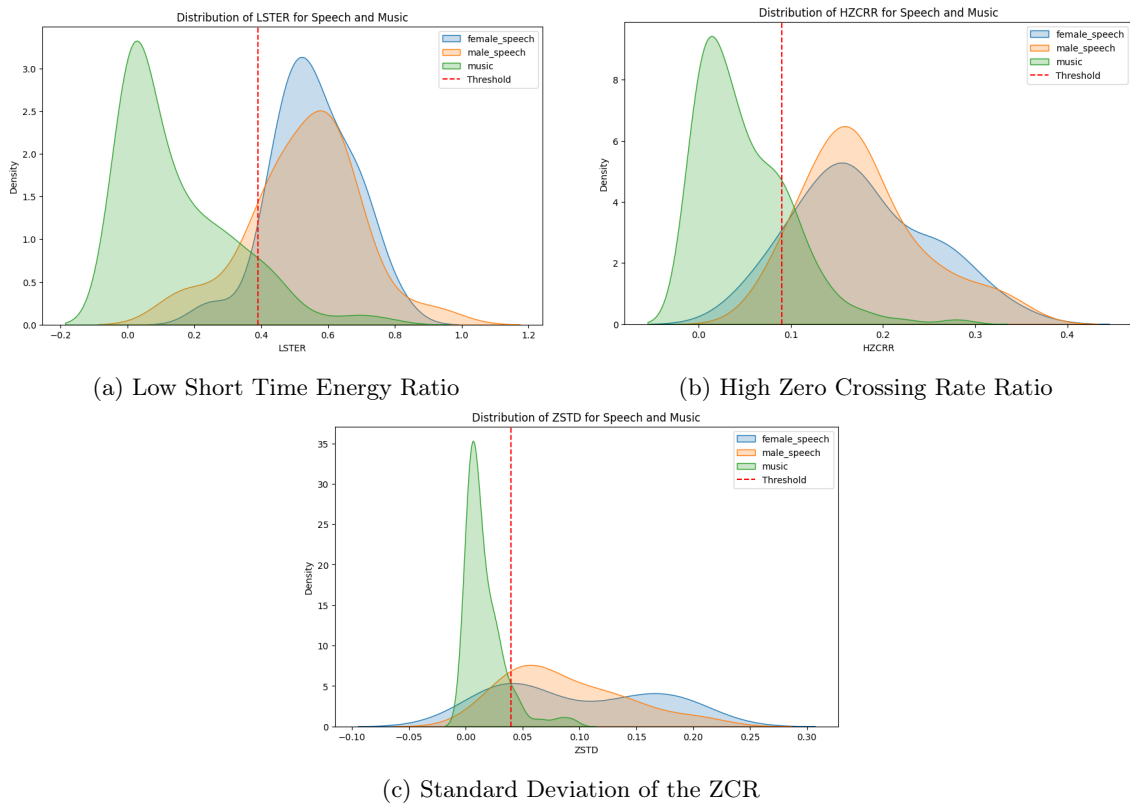 Distribution of LSTER for Speech and Music
female_speech
male_speech
music
Threshold
Density
3.0
2.5
2.0
1.5
1.0
0.5
0.0
−0.2 0.0 0.2 0.4 0.6 0.8 1.0 1.2
LSTER
(a) Low Short Time Energy Ratio
Distribution of HZCRR for Speech and Music
female_speech
male_speech
music
Threshold
Density
8
6
4
2
0
0.0 0.1 0.2 0.3 0.4
HZCRR
(b) High Zero Crossing Rate Ratio
Distribution of ZSTD for Speech and Music
female_speech
male_speech
music
Threshold
Density
35
30
25
20
15
10
5
0
−0.10 −0.05 0.00 0.05 0.10 0.15 0.20 0.25 0.30
ZSTD
(c) Standard Deviation of the ZCR